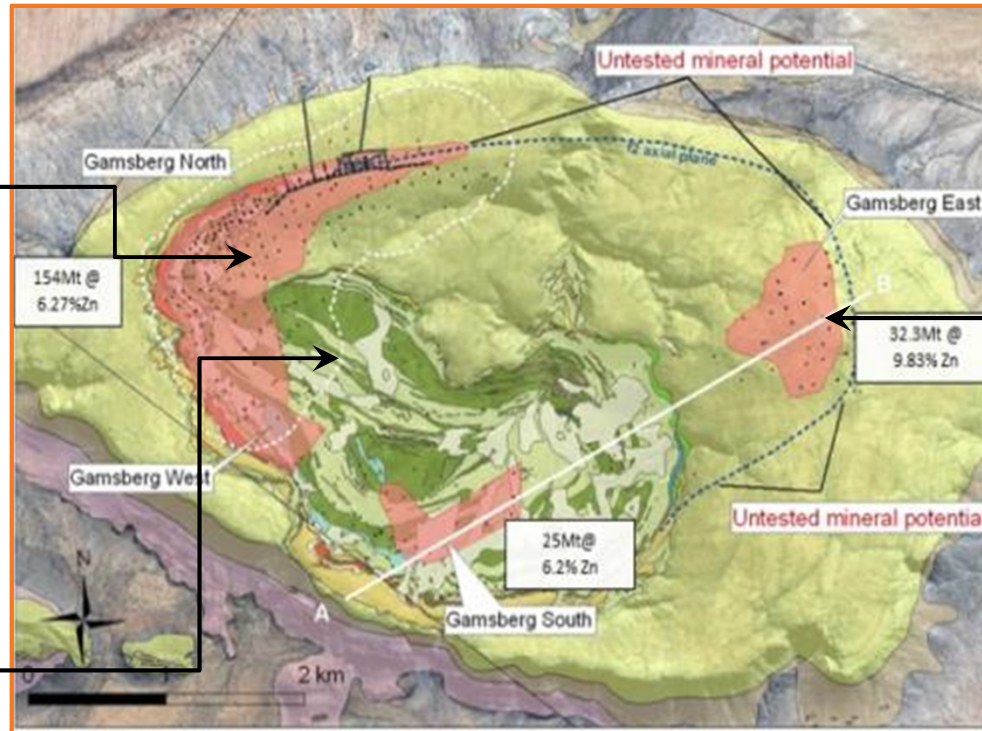 Untested mineral potential
Gamsberg North
f2 axial plane
Gamsberg East
B
154Mt @
6.27%Zn
32.3Mt @
9.83% Zn
Gamsberg West
Untested mineral potentia
25Mt@
6.2% Zn
N
A
Gamsberg South
0 1 2 km